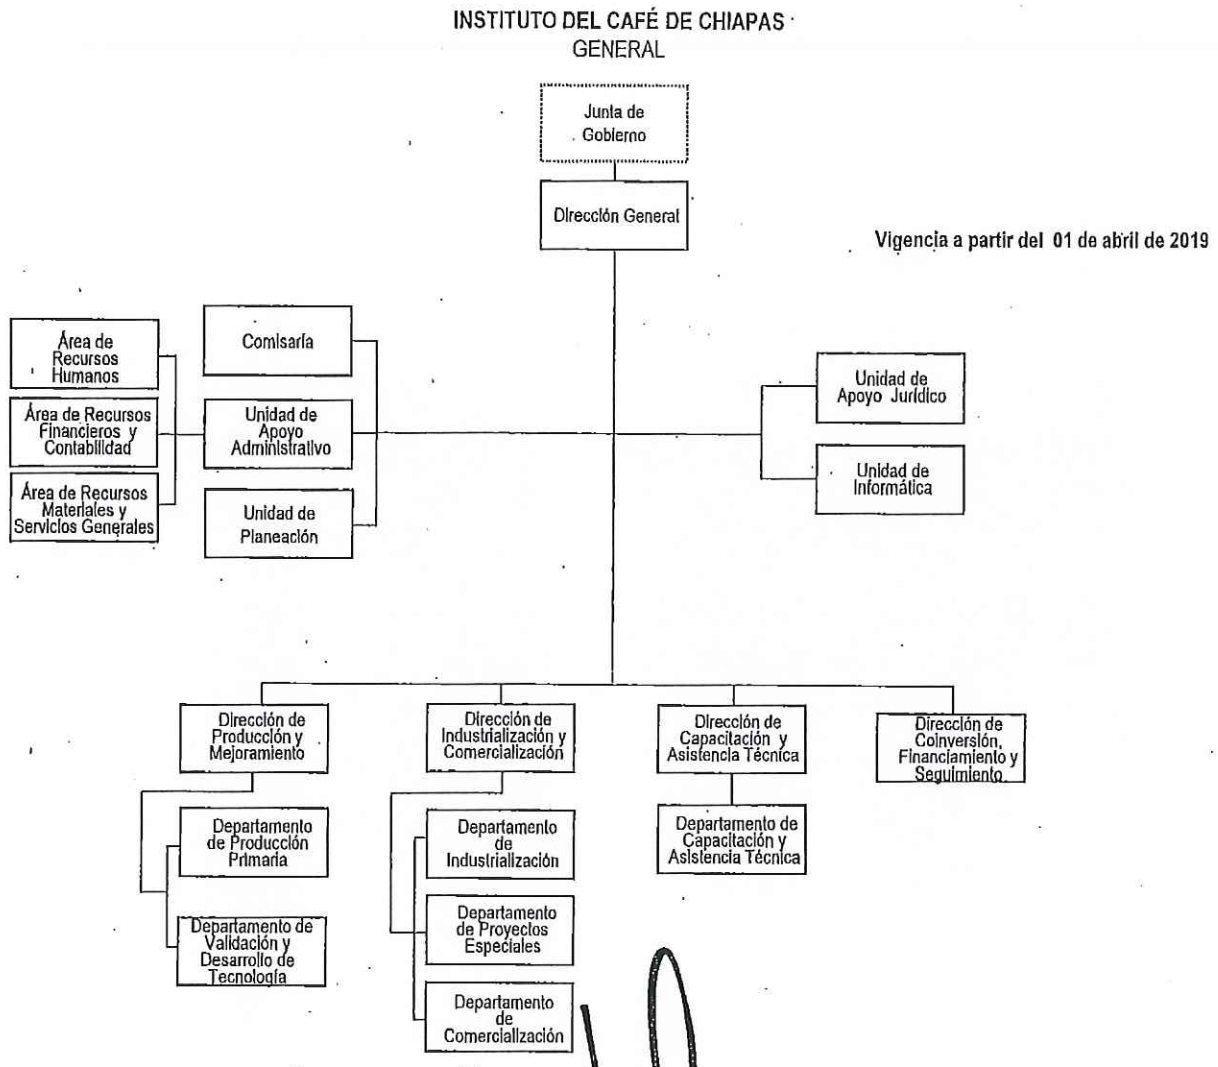 INSTITUTO DEL CAFÉ DE CHIAPAS
GENERAL
Junta de
Gobierno
Dirección General
Vigencia a partir del 01 de abril de 2019
Área de
Recursos
Humanos
Área de Recursos
Financieros y
Contabilidad
Área de Recursos
Materiales y
Servicios Generales
Comisaría
Unidad de
Apoyo
Administrativo
Unidad de
Planeación
Unidad de
Apoyo Jurídico
Unidad de
Informática
Dirección de
Producción y
Mejoramiento
Departamento
de Producción
Primaria
Departamento de
Validación y
Desarrollo de
Tecnología
Dirección de
Industrialización y
Comercialización
Departamento
de
Industrialización
Departamento
de Proyectos
Especiales
Departamento
de
Comercialización
Dirección de
Capacitación y
Asistencia Técnica
Departamento de
Capacitación y
Asistencia Técnica
Dirección de
Coinversión,
Financiamiento y
Seguimiento